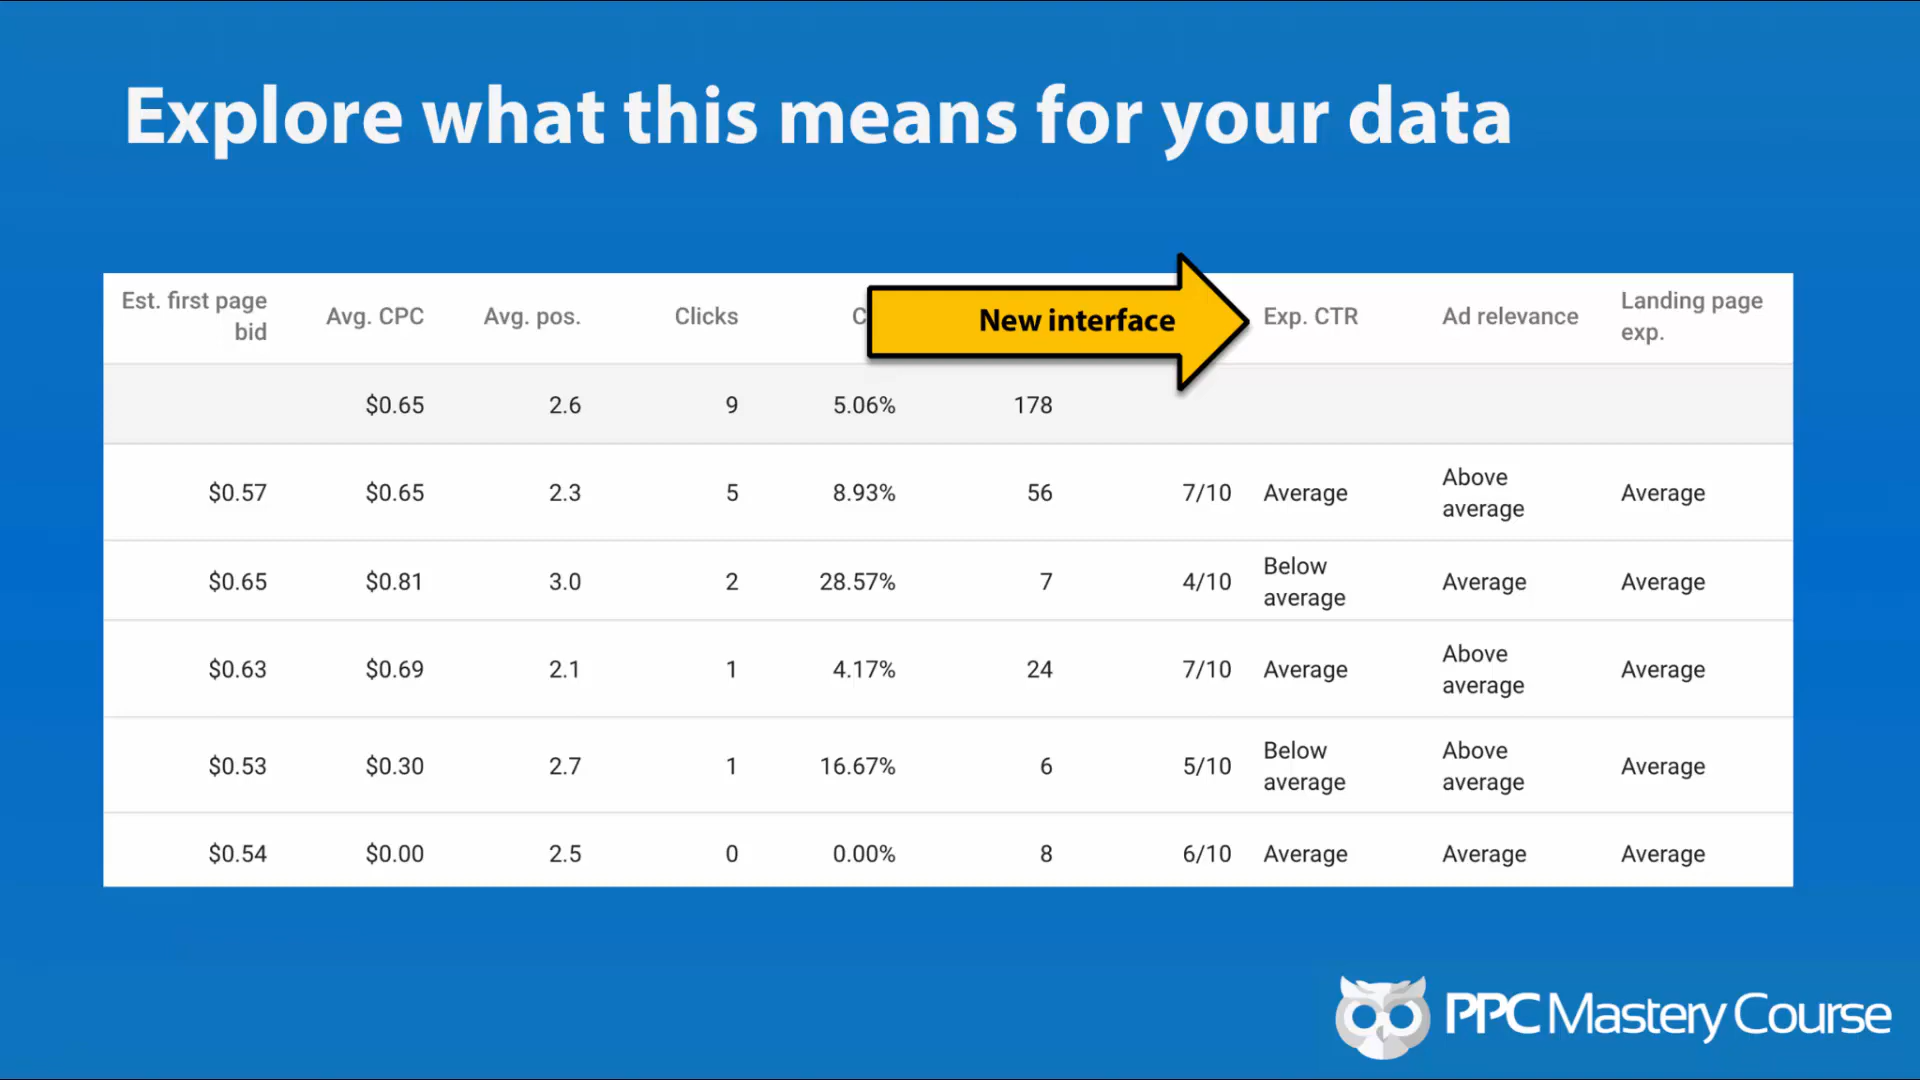 Explore what this means for your data
Est. first page bid Avg. CPC Avg. pos. Clicks C New interface Exp. CTR Ad relevance Landing page exp.
$0.65 2.6 9 5.06% 178
$0.57 $0.65 2.3 5 8.93% 56 7/10 Average Above average Average
$0.65 $0.81 3.0 2 28.57% 7 4/10 Below average Average Average
$0.63 $0.69 2.1 1 4.17% 24 7/10 Average Above average Average
$0.53 $0.30 2.7 1 16.67% 6 5/10 Below average Above average Average
$0.54 $0.00 2.5 0 0.00% 8 6/10 Average Average Average
PPC Mastery Course